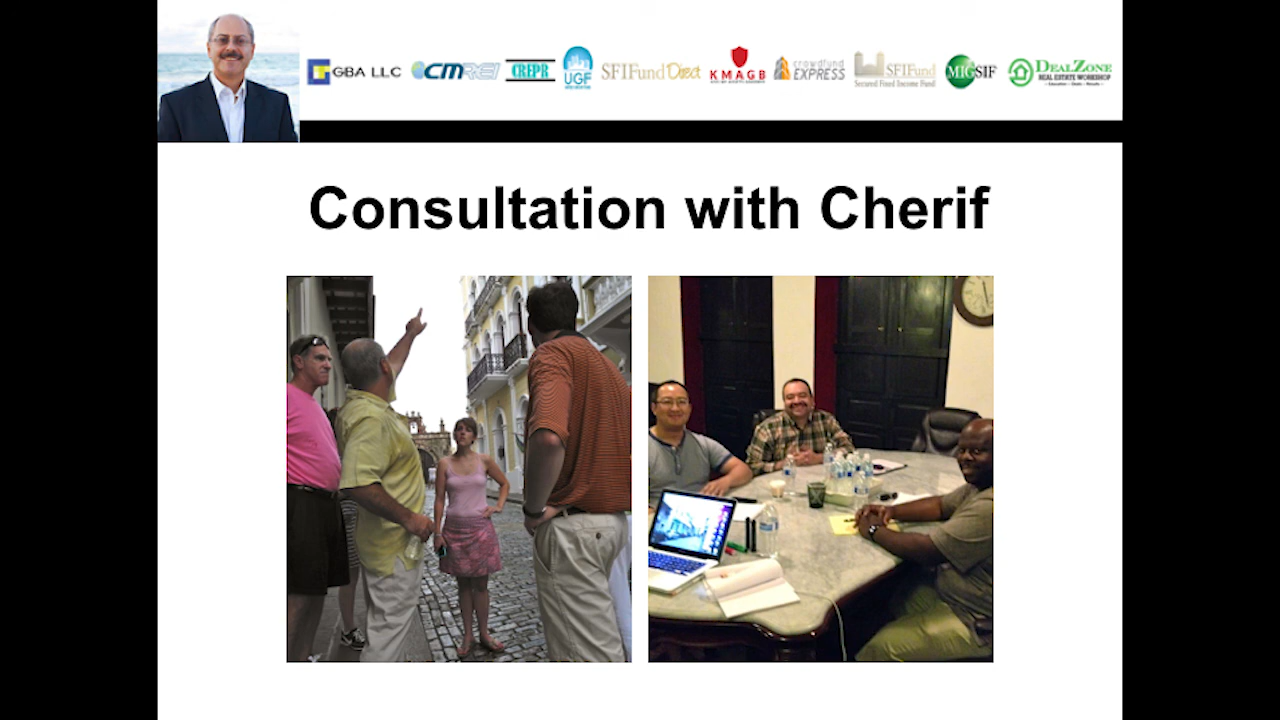 GBA LLC
CMREI
CREPR
UGF
SFIFund Direct
KMAGB
crowdfund
EXPRESS
SFIFund
Secured Fixed Income Fund
MIGSIF
DEALZONE
REAL ESTATE WORKSHOP
Consultation with Cherif